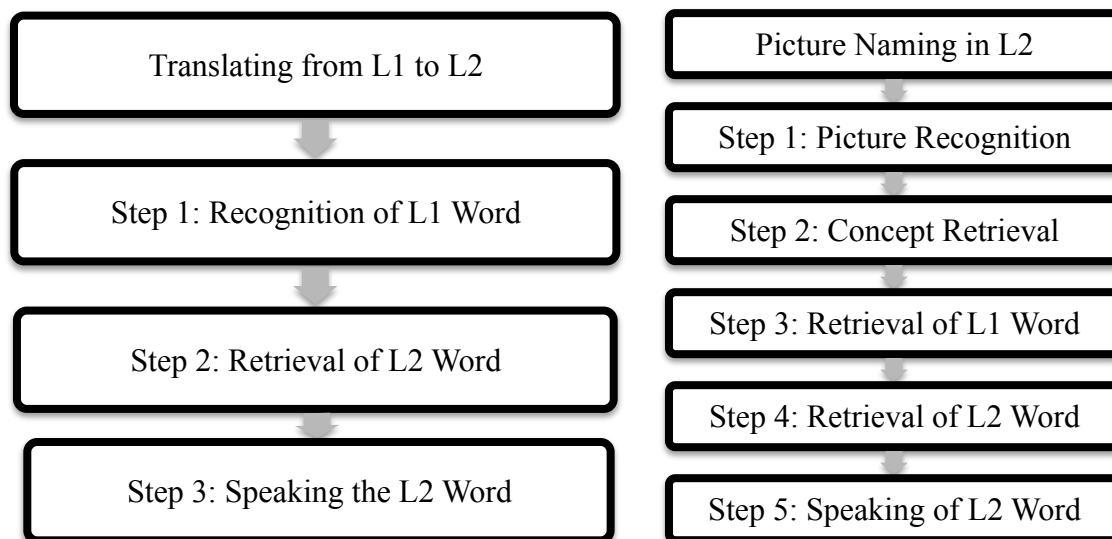 Translating from L1 to L2
Step 1: Recognition of L1 Word
Step 2: Retrieval of L2 Word
Step 3: Speaking the L2 Word
Picture Naming in L2
Step 1: Picture Recognition
Step 2: Concept Retrieval
Step 3: Retrieval of L1 Word
Step 4: Retrieval of L2 Word
Step 5: Speaking of L2 Word